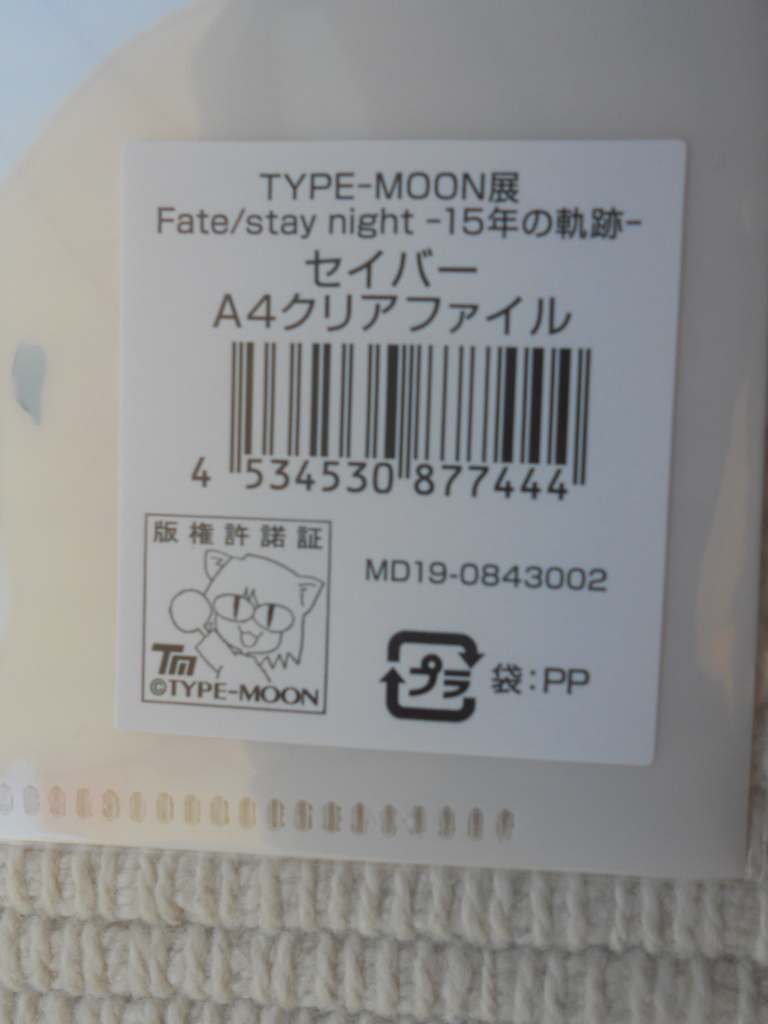 TYPE-MOON展
Fate/stay night -15年の軌跡-
セイバー
A4クリアファイル
4 534530 877444
版権許諾証
TM
©TYPE-MOON
MD19-0843002
プラ 袋:PP